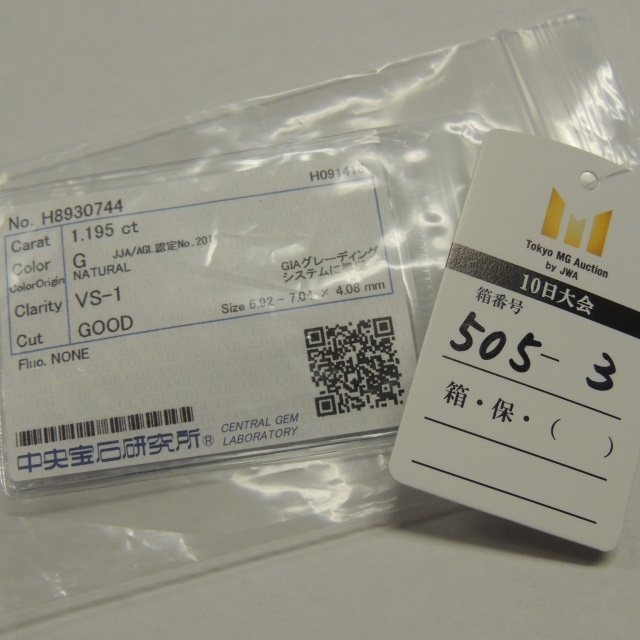 H09141
No. H8930744
Carat 1.195 ct
Color G JJA/AGL認定No.201
ColorOrigin NATURAL
GIAグレーディング
システムに
Clarity VS-1
Size 6.92 - 7.01 × 4.06 mm
Cut GOOD
Fluo. NONE
中央宝石研究所®
CENTRAL GEM
LABORATORY
Tokyo MG Auction
by JWA
10日大会
箱番号
505-3
箱・保・( )